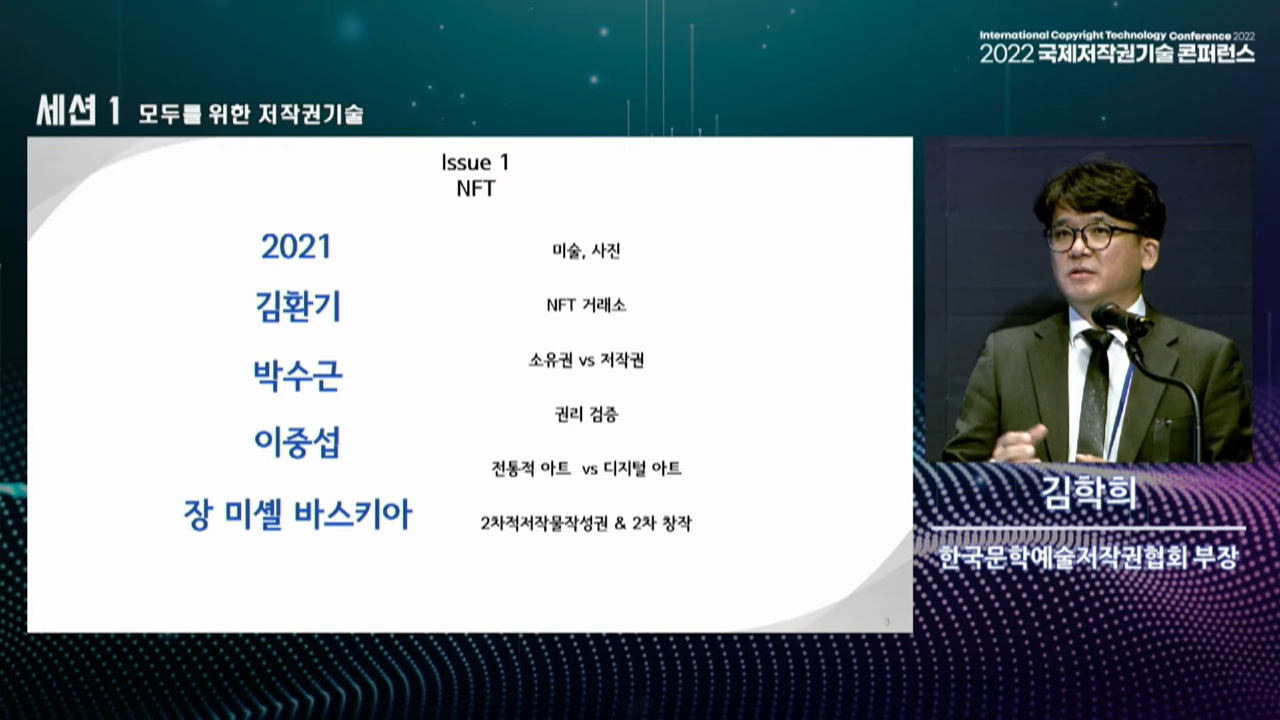 International Copyright Technology Conference 2022
2022 국제저작권기술 콘퍼런스
세션 1 모두를 위한 저작권기술
Issue 1
NFT
2021
김환기
박수근
이중섭
장 미셸 바스키아
미술, 사진
NFT 거래소
소유권 vs 저작권
권리 검증
전통적 아트 vs 디지털 아트
2차적저작물작성권 & 2차 창작
3
김학희
한국문학예술저작권협회 부장